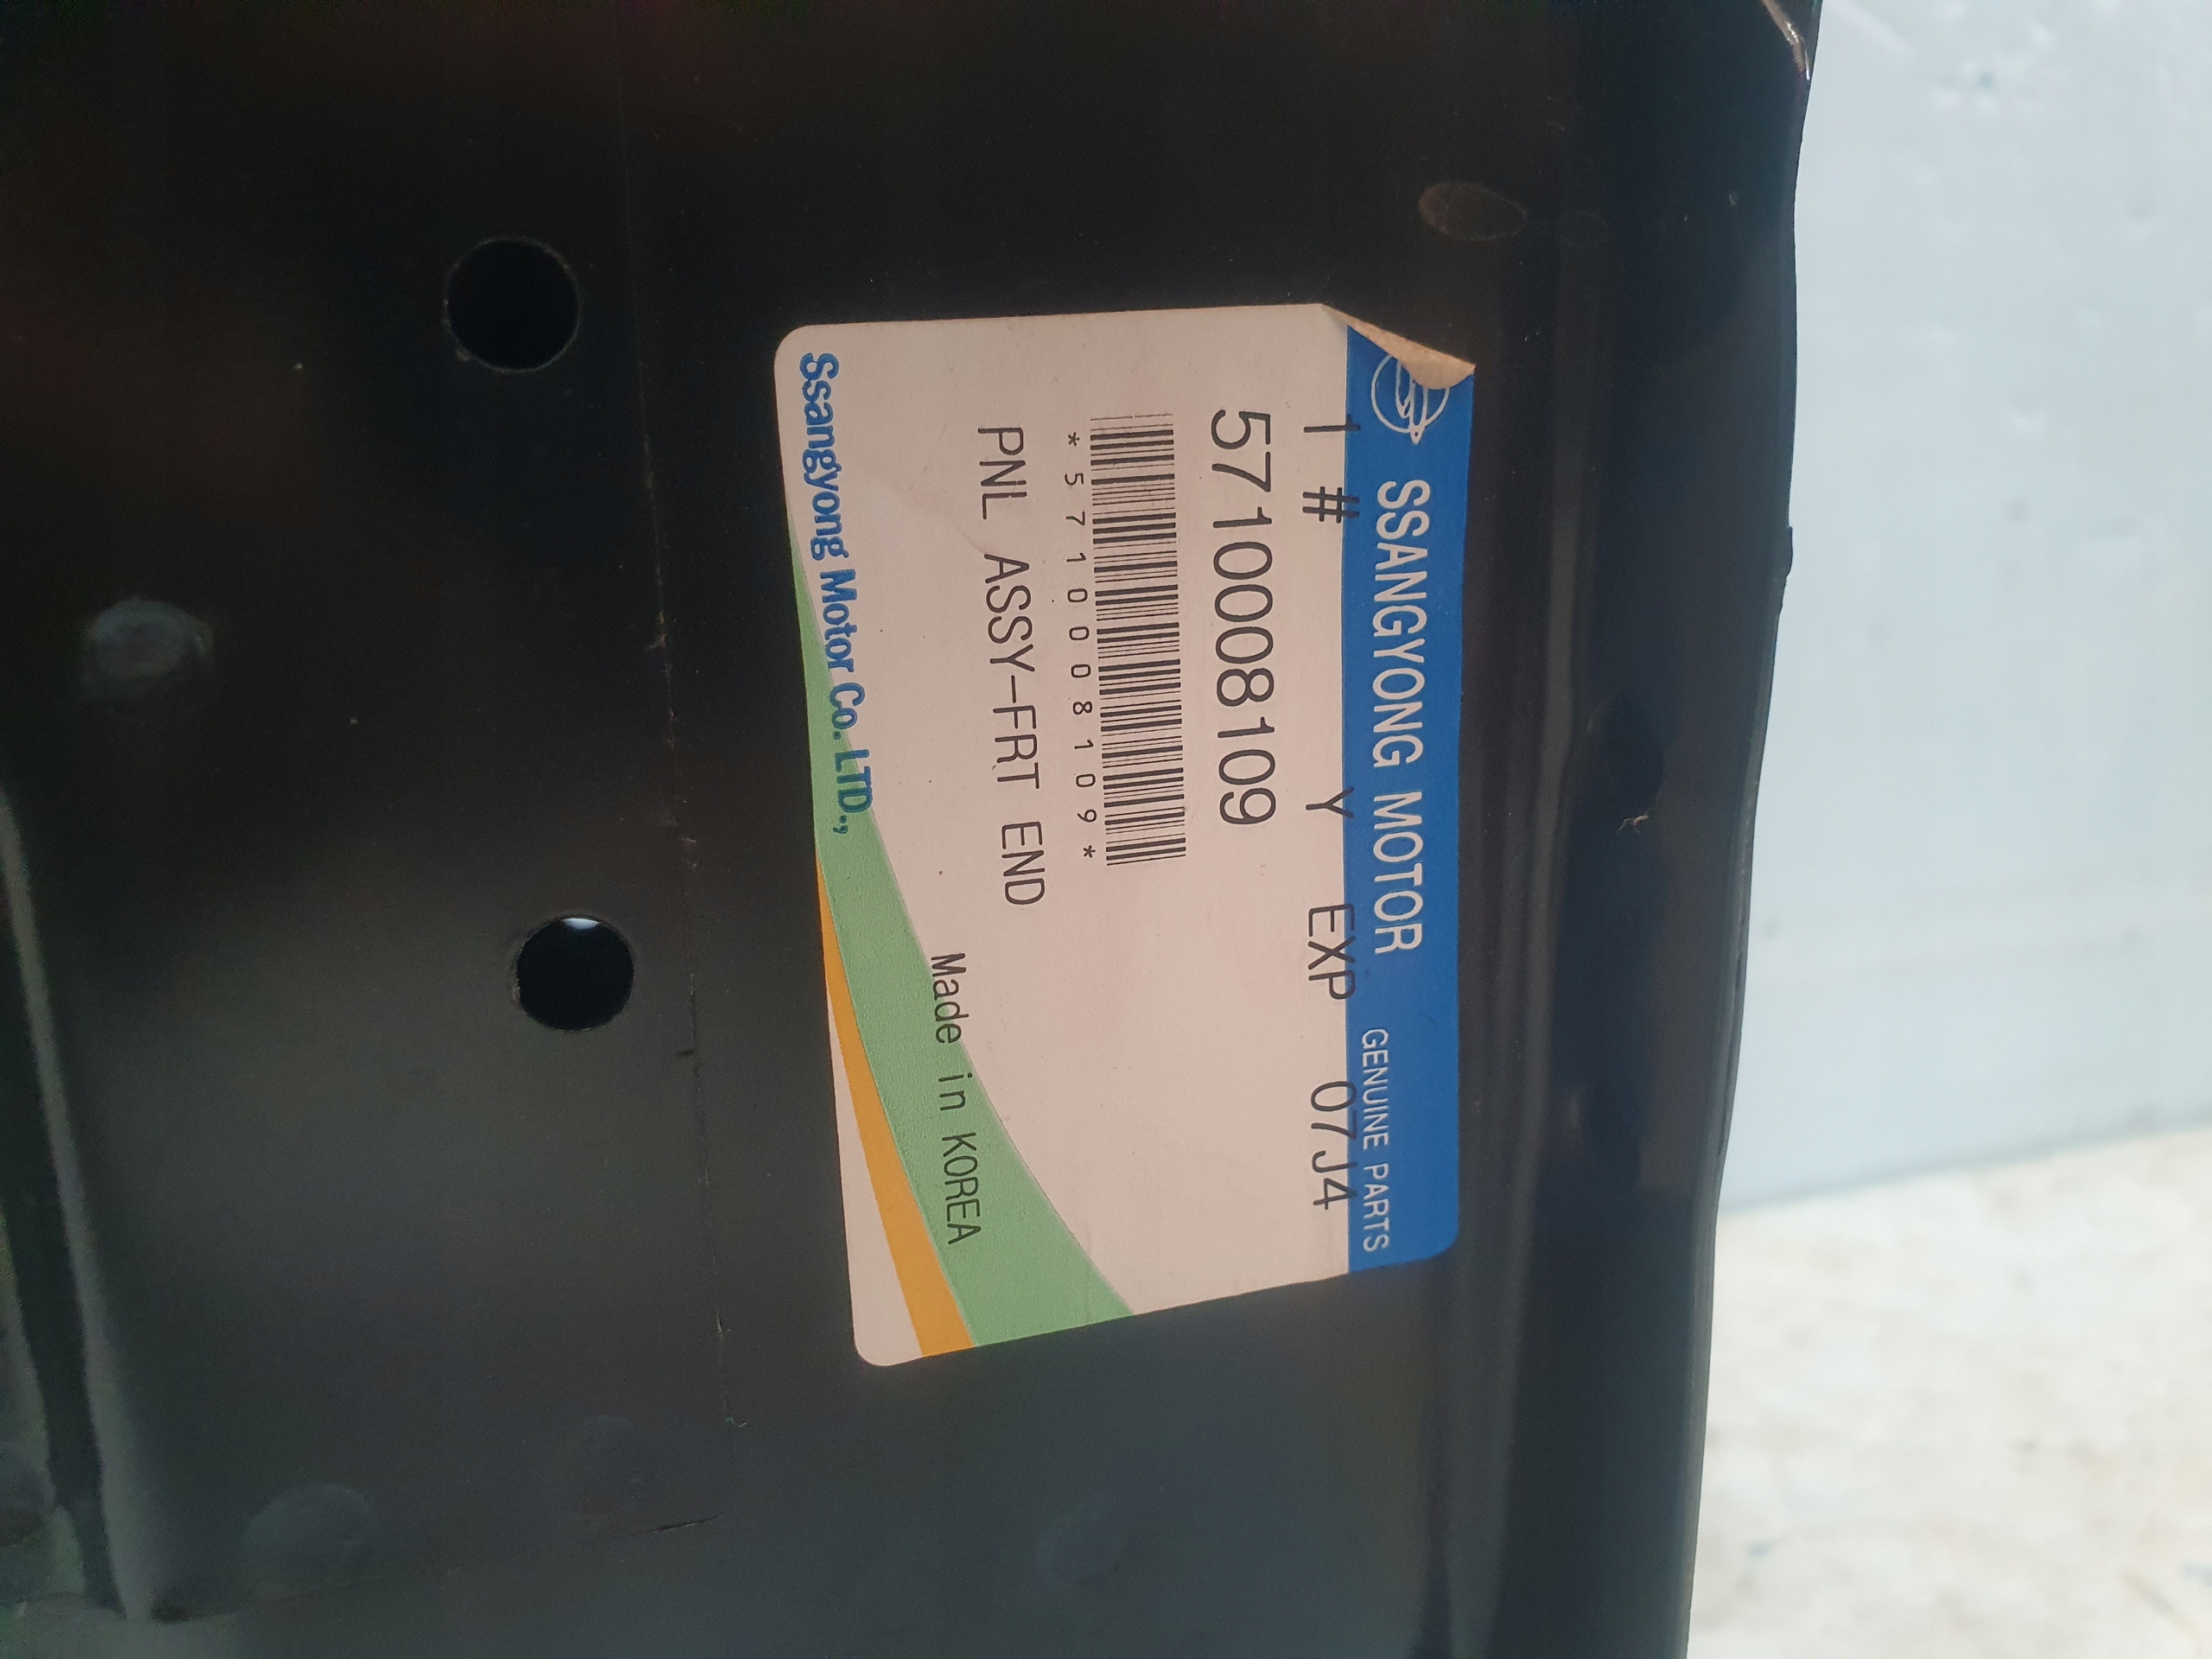 SSANGYONG MOTOR GENUINE PARTS
1 # Y EXP 07J4
5710008109
*5710008109*
PNL ASSY-FRT END
Made in KOREA
Ssangyong Motor Co. LTD.,